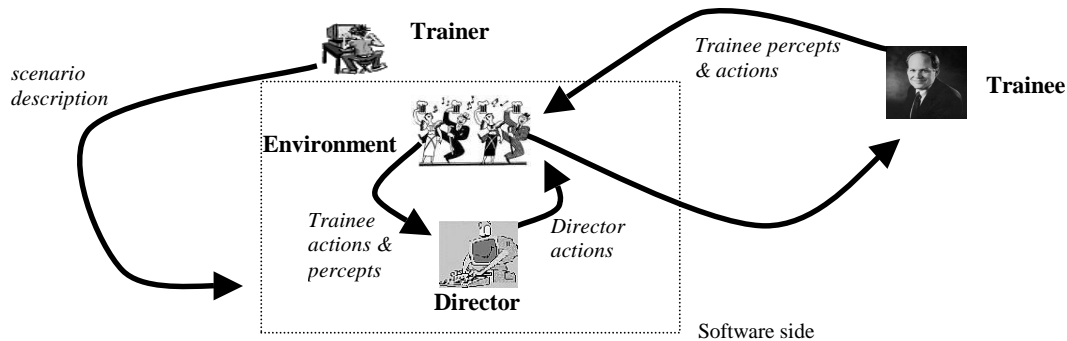 Trainer
scenario
description
Trainee percepts
& actions
Trainee
Environment
Trainee
actions &
percepts
Director
actions
Director
Software side